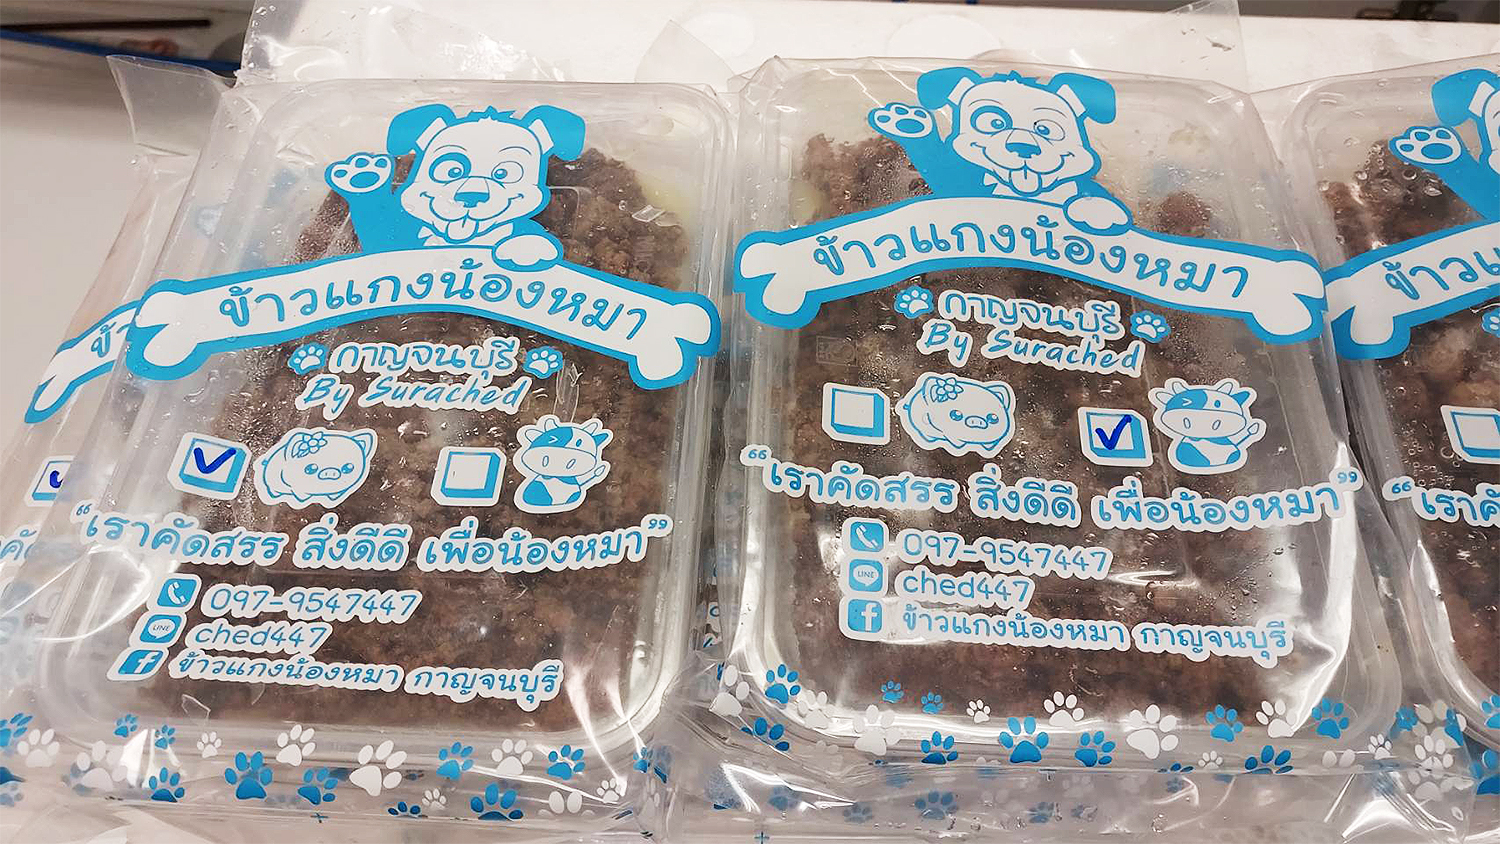 ข้าวแกงน้องหมา
กาญจนบุรี
By Surached
"เราคัดสรร สิ่งดีดี เพื่อน้องหมา"
097-9547447
LINE
ched447
ข้าวแกงน้องหมา กาญจนบุรี
ข้าวแกงน้องหมา
กาญจนบุรี
By Surached
"เราคัดสรร สิ่งดีดี เพื่อน้องหมา"
097-9547447
LINE
ched447
ข้าวแกงน้องหมา กาญจนบุรี